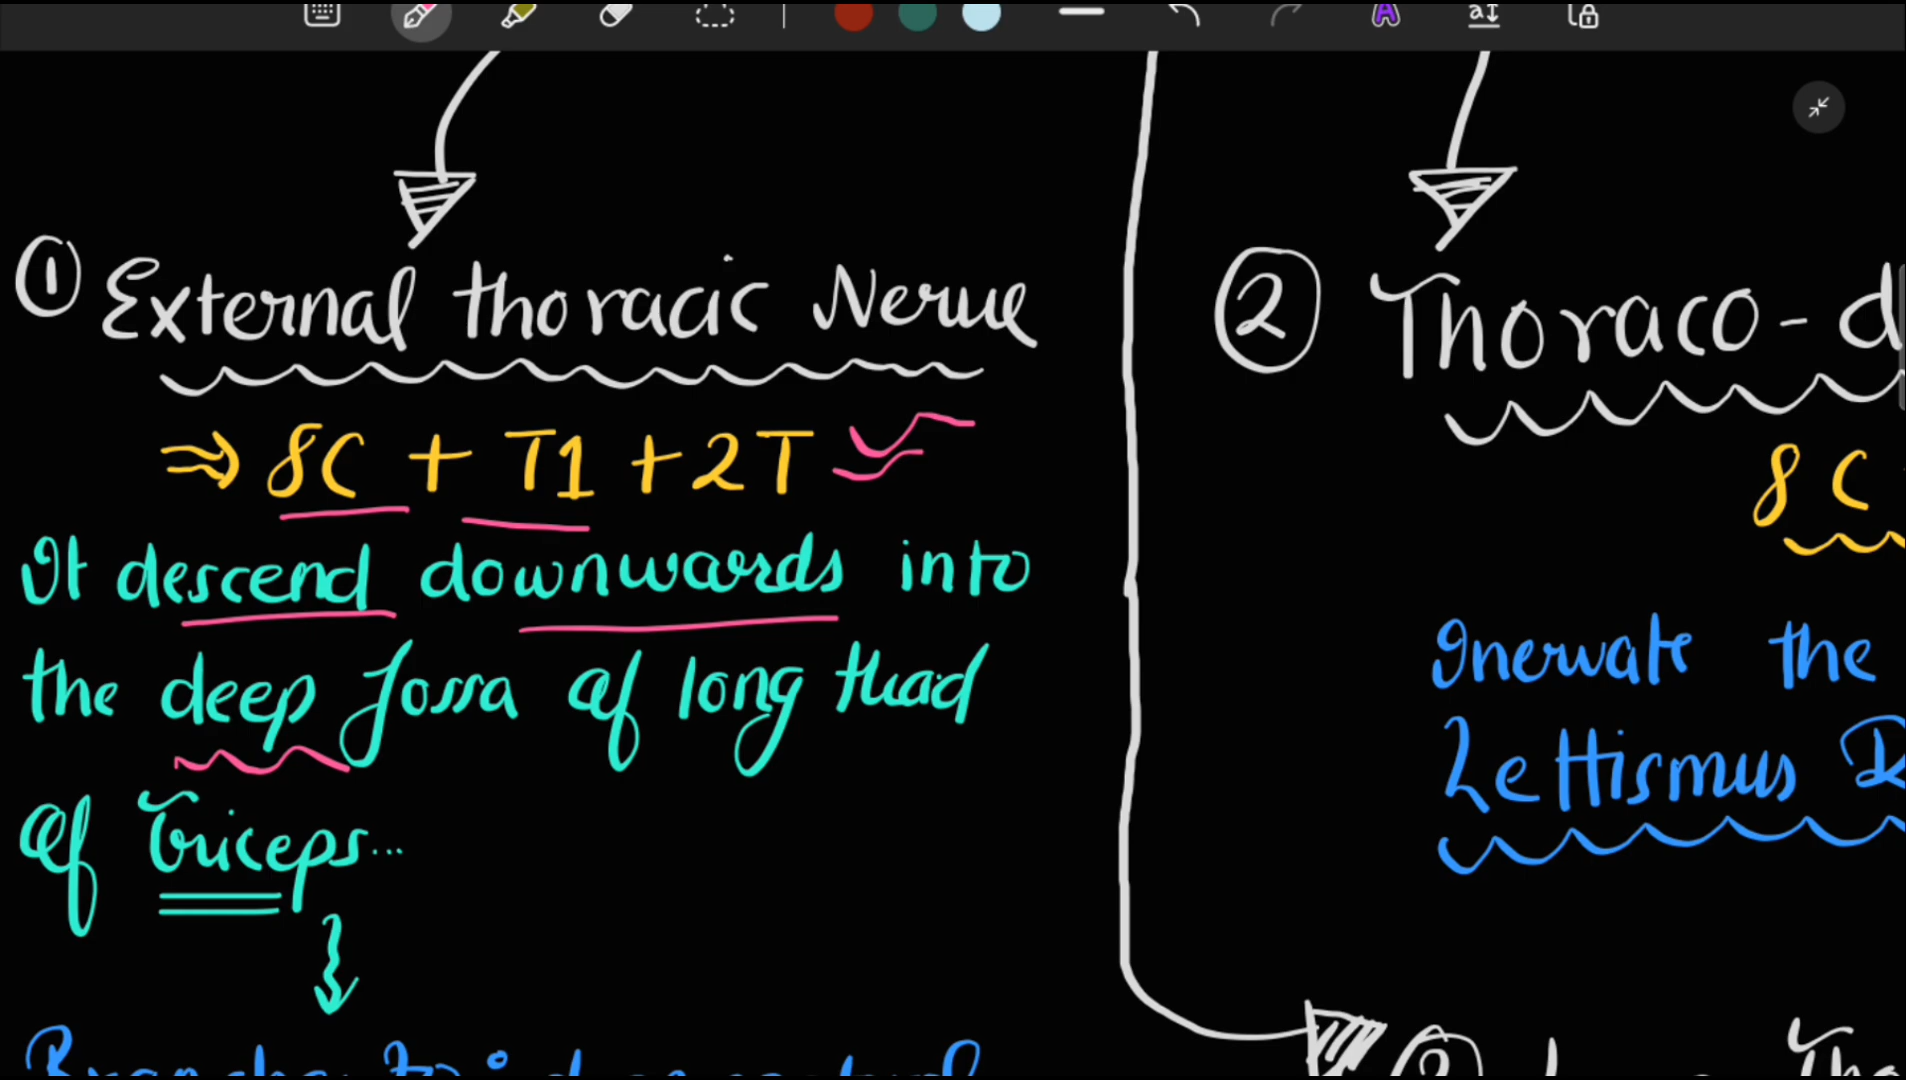 ① External thoracic Nerve
⇒ 8C + T1 + 2T
It descend downwards into
the deep fossa of long head
of Triceps...
② Thoraco-d
8C
Inervate the
Lettismus D